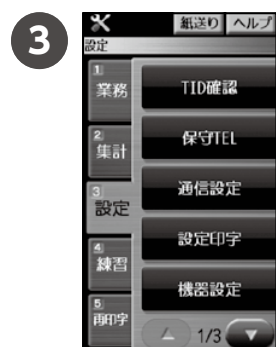 3
紙送り ヘルプ
設定
1 業務
TID確認
2 集計
保守TEL
3 設定
通信設定
設定印字
4 練習
機器設定
5 再印字
1/3